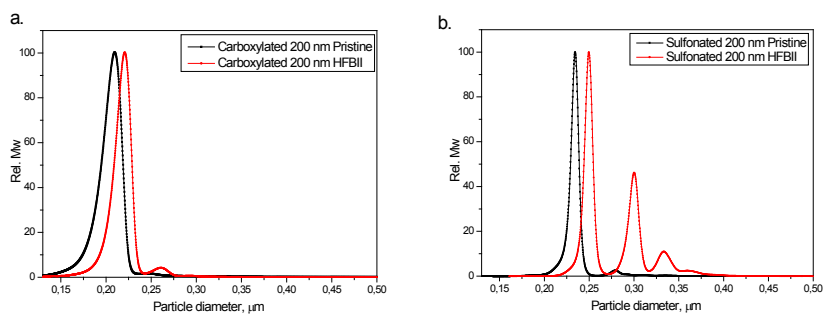 a.
Carboxylated 200 nm Pristine
Carboxylated 200 nm HFBII
Rel. Mw
100
80
60
40
20
0
0,15 0,20 0,25 0,30 0,35 0,40 0,45 0,50
Particle diameter, μm
b.
Sulfonated 200 nm Pristine
Sulfonated 200 nm HFBII
Rel. Mw
100
80
60
40
20
0
0,15 0,20 0,25 0,30 0,35 0,40 0,45 0,50
Particle diameter, μm